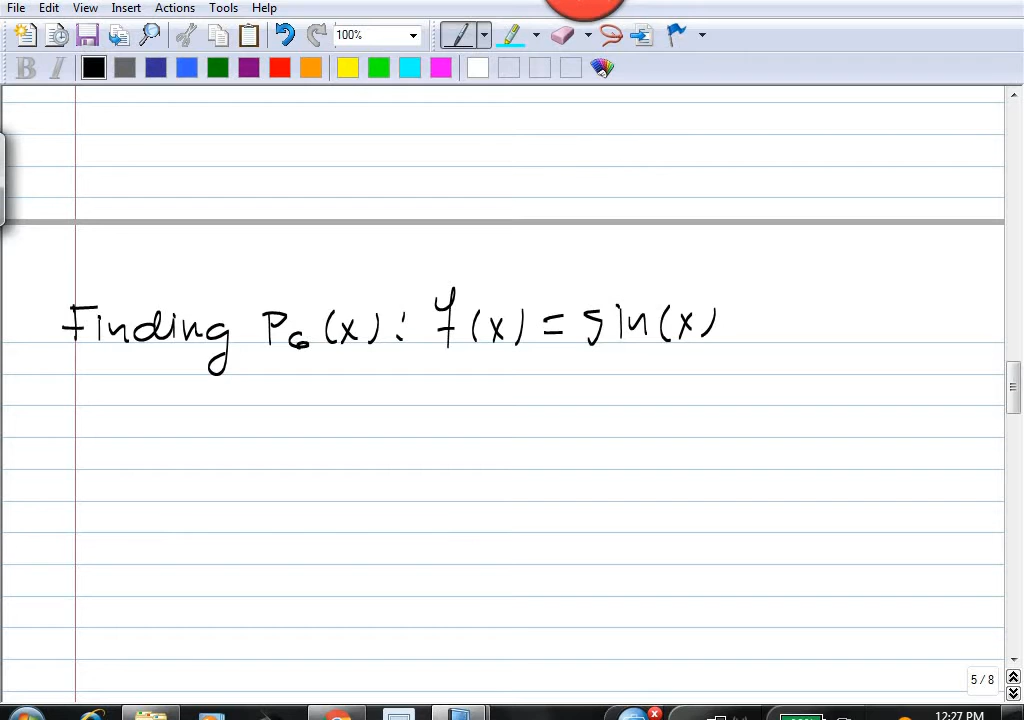 File Edit View Insert Actions Tools Help
100%
B I
Finding P6(x): f(x) = sin(x)
5 / 8
12:27 PM